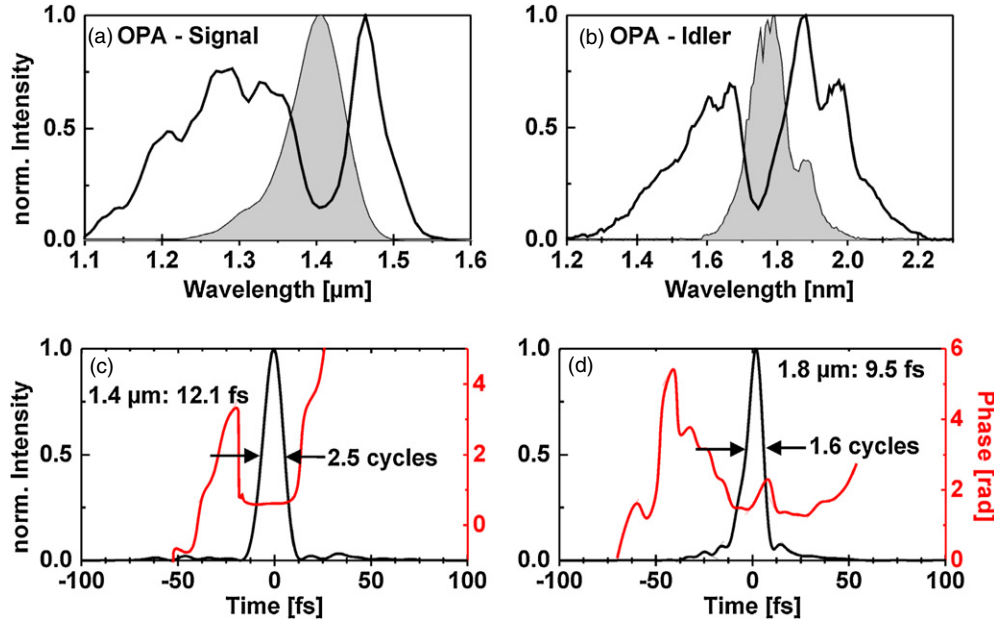 (a) OPA - Signal
norm. Intensity
1.0
0.5
0.0
1.1 1.2 1.3 1.4 1.5 1.6
Wavelength [µm]
(b) OPA - Idler
1.0
0.5
0.0
1.2 1.4 1.6 1.8 2.0 2.2
Wavelength [nm]
(c)
1.4 µm: 12.1 fs
2.5 cycles
norm. Intensity
1.0
0.5
0.0
4
2
0
-100 -50 0 50 100
Time [fs]
(d)
1.8 µm: 9.5 fs
1.6 cycles
1.0
0.5
0.0
6
4
2
0
Phase [rad]
-100 -50 0 50 100
Time [fs]